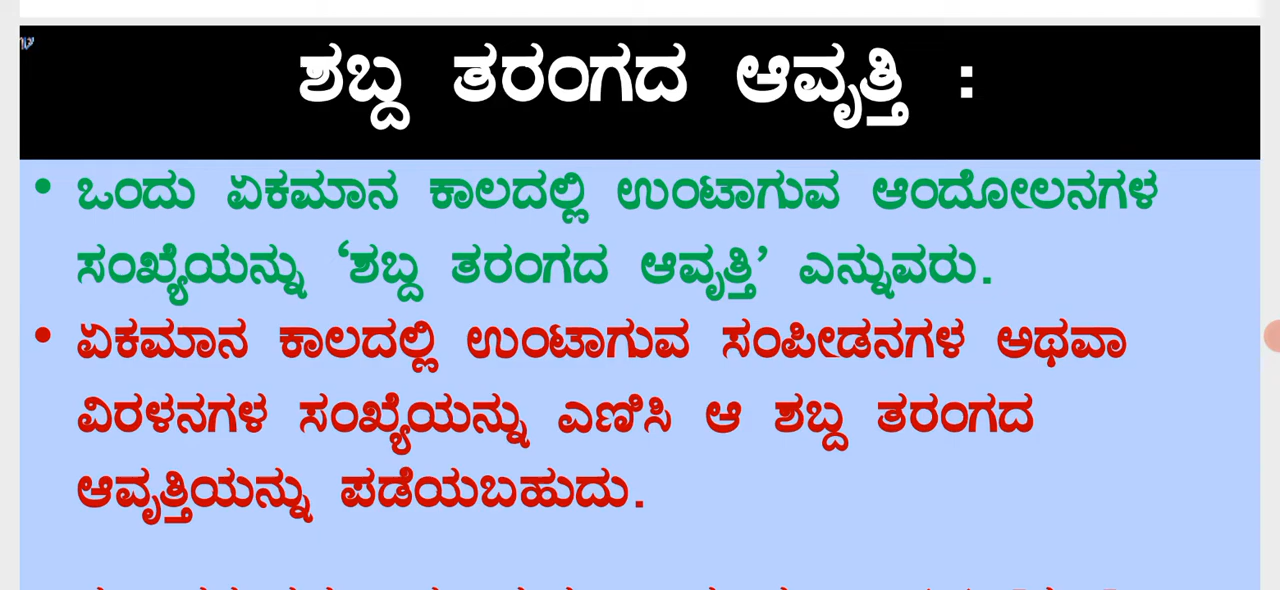 ಶಬ್ದ ತರಂಗದ ಆವೃತ್ತಿ :
• ಒಂದು ಏಕಮಾನ ಕಾಲದಲ್ಲಿ ಉಂಟಾಗುವ ಆಂದೋಲನಗಳ
ಸಂಖ್ಯೆಯನ್ನು ‘ಶಬ್ದ ತರಂಗದ ಆವೃತ್ತಿ’ ಎನ್ನುವರು.
• ಏಕಮಾನ ಕಾಲದಲ್ಲಿ ಉಂಟಾಗುವ ಸಂಪೀಡನಗಳ ಅಥವಾ
ವಿರಳನಗಳ ಸಂಖ್ಯೆಯನ್ನು ಎಣಿಸಿ ಆ ಶಬ್ದ ತರಂಗದ
ಆವೃತ್ತಿಯನ್ನು ಪಡೆಯಬಹುದು.